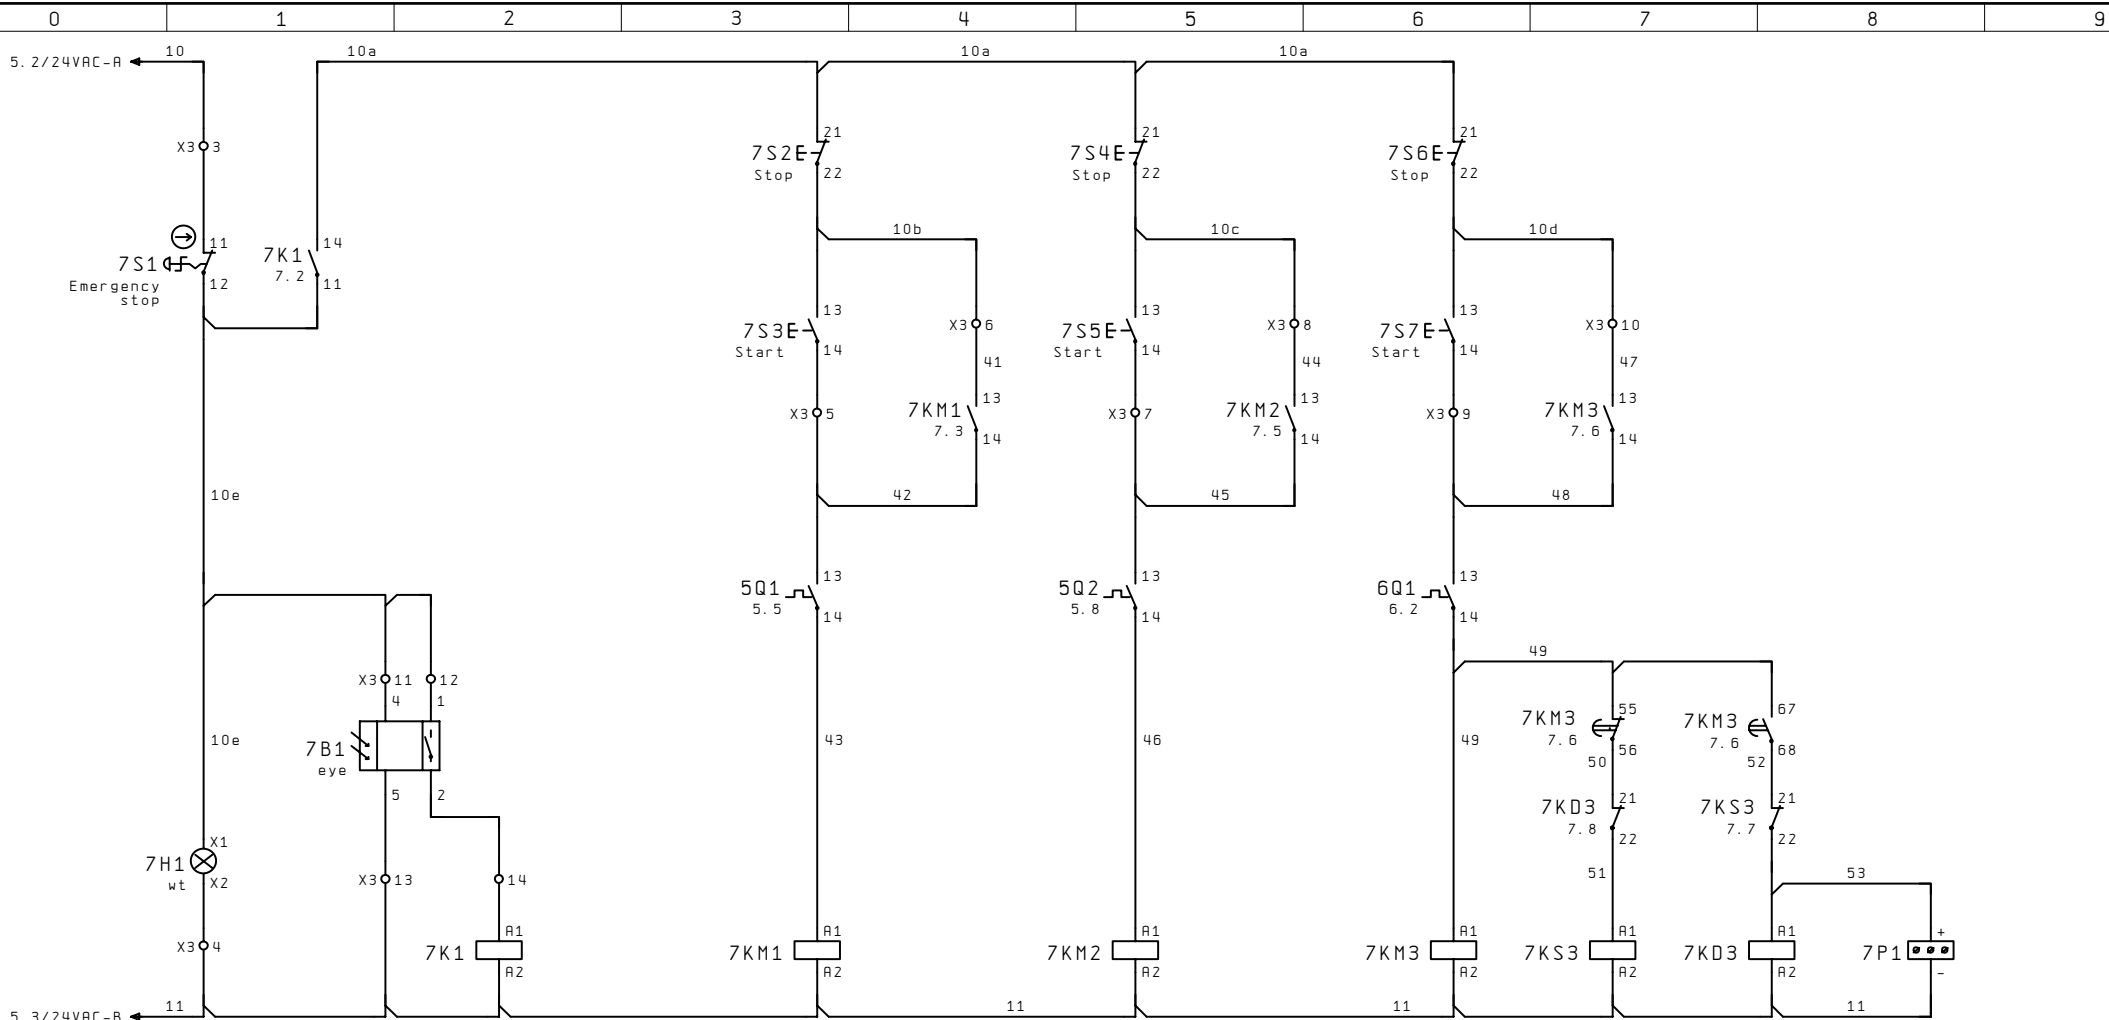 0 1 2 3 4 5 6 7 8 9
10 10a 10a 10a
5.2/24VAC-A
21 21 21
X3 3 7S2 7S4 7S6
Stop 22 Stop 22 Stop 22
10b 10c 10d
11 7K1 14
7S1 7.2
Emergency 12 11
stop
13 13 13
7S3 X3 6 7S5 X3 8 7S7 X3 10
Start 14 Start 14 Start 14
41 44 47
13 13 13
X3 5 7KM1 X3 7 7KM2 X3 9 7KM3
7.3 14 7.5 14 7.6 14
10e 42 45 48
13 13 13
5Q1 5Q2 6Q1
5.5 14 5.8 14 6.2 14
49
X3 11 12
4 1
55 67
7KM3 7KM3
7.6 7.6
10e 7B1 43 46 49 56 68
eye 50 52
5 2 21 21
7KD3 7KS3
7.8 7.7
22 22
X1
7H1
wt X2 X3 13 14 51 53
A1 A1 A1 A1 A1 A1 +
X3 4 7K1 7KM1 7KM2 7KM3 7KS3 7KD3 7P1
A2 A2 A2 A2 A2 A2 -
11 11 11 11
5.3/24VAC-B